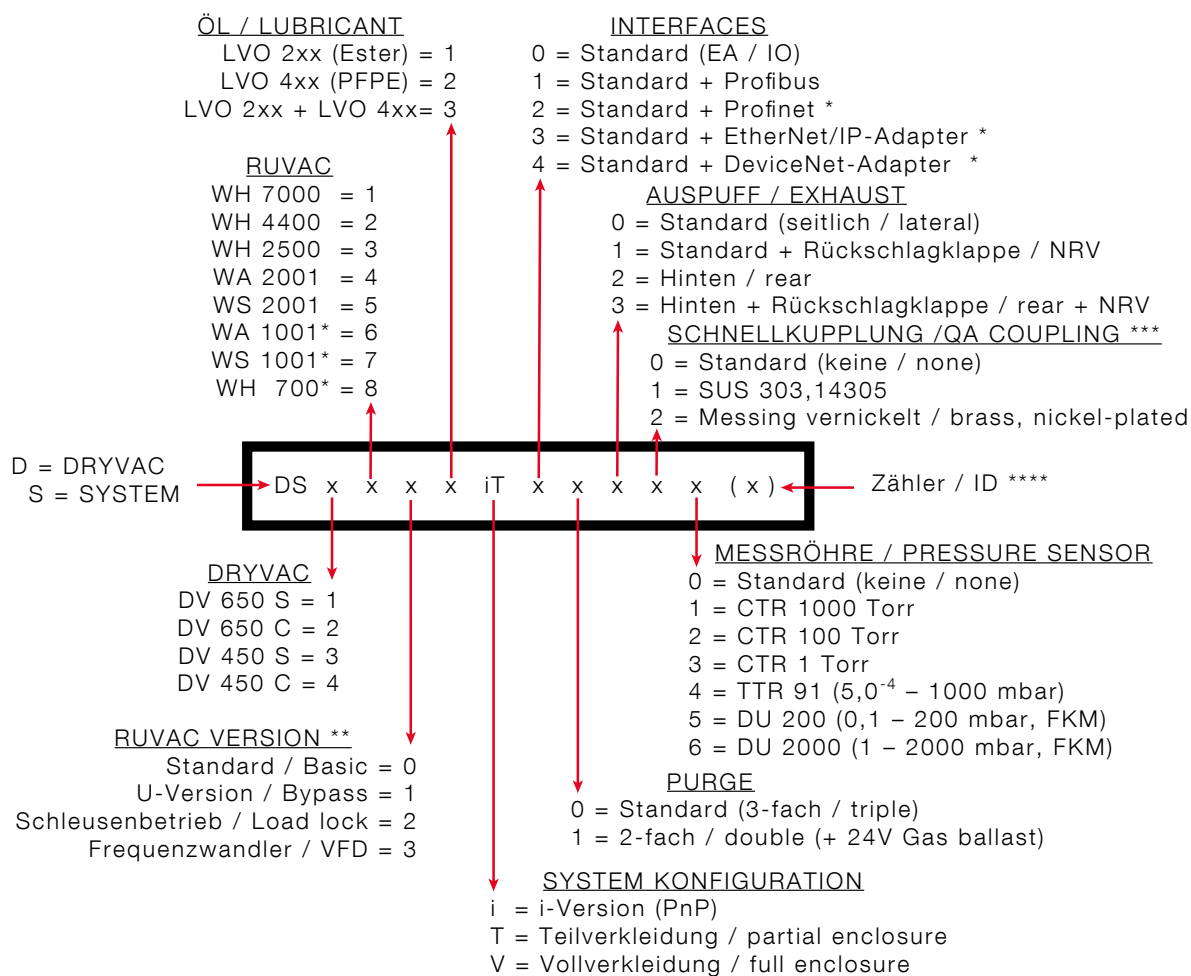 ÖL / LUBRICANT
LVO 2xx (Ester) = 1
LVO 4xx (PFPE) = 2
LVO 2xx + LVO 4xx= 3
INTERFACES
0 = Standard (EA / IO)
1 = Standard + Profibus
2 = Standard + Profinet *
3 = Standard + EtherNet/IP-Adapter *
4 = Standard + DeviceNet-Adapter *
RUVAC
WH 7000 = 1
WH 4400 = 2
WH 2500 = 3
WA 2001 = 4
WS 2001 = 5
WA 1001* = 6
WS 1001* = 7
WH 700* = 8
AUSPUFF / EXHAUST
0 = Standard (seitlich / lateral)
1 = Standard + Rückschlagklappe / NRV
2 = Hinten / rear
3 = Hinten + Rückschlagklappe / rear + NRV
SCHNELLKUPPLUNG /QA COUPLING ***
0 = Standard (keine / none)
1 = SUS 303,14305
2 = Messing vernickelt / brass, nickel-plated
D = DRYVAC
S = SYSTEM
DS x x x x iT x x x x x ( x )
Zähler / ID ****
DRYVAC
DV 650 S = 1
DV 650 C = 2
DV 450 S = 3
DV 450 C = 4
MESSRÖHRE / PRESSURE SENSOR
0 = Standard (keine / none)
1 = CTR 1000 Torr
2 = CTR 100 Torr
3 = CTR 1 Torr
4 = TTR 91 (5,0⁻⁴ – 1000 mbar)
5 = DU 200 (0,1 – 200 mbar, FKM)
6 = DU 2000 (1 – 2000 mbar, FKM)
RUVAC VERSION **
Standard / Basic = 0
U-Version / Bypass = 1
Schleusenbetrieb / Load lock = 2
Frequenzwandler / VFD = 3
PURGE
0 = Standard (3-fach / triple)
1 = 2-fach / double (+ 24V Gas ballast)
SYSTEM KONFIGURATION
i = i-Version (PnP)
T = Teilverkleidung / partial enclosure
V = Vollverkleidung / full enclosure